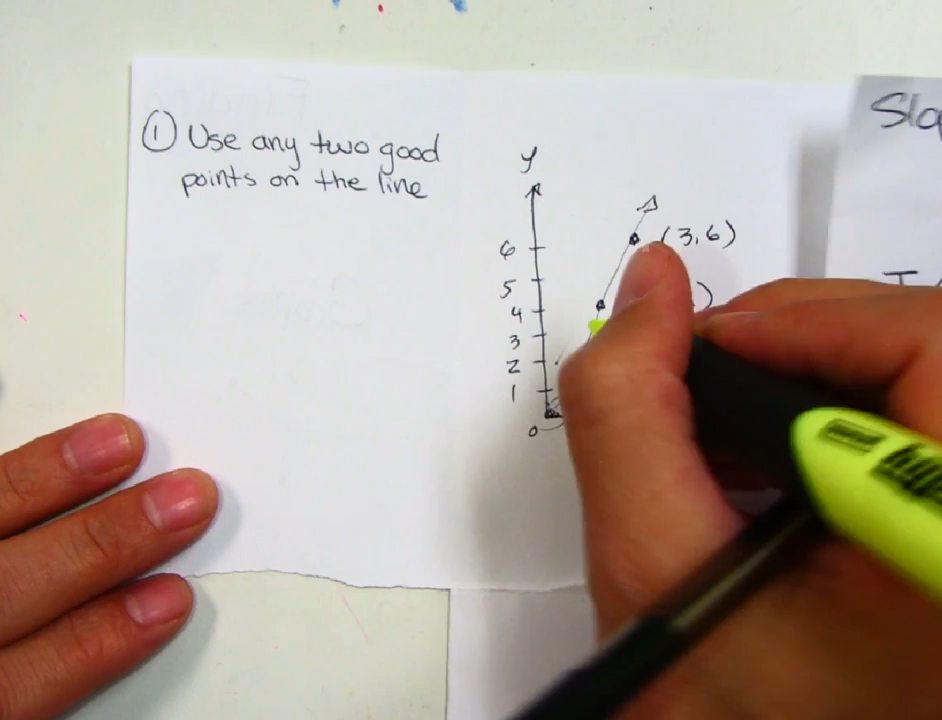 ① Use any two good
points on the line
y
6
5
4
3
2
1
0
(3,6)
)
Slo